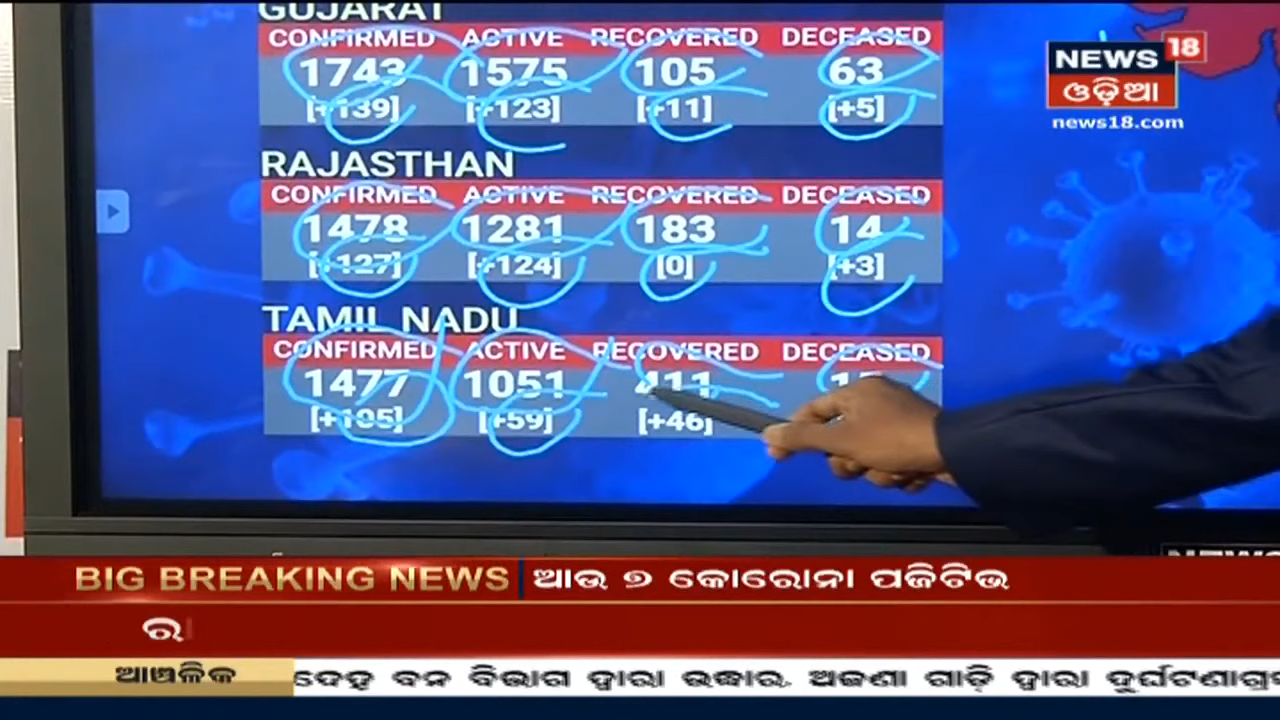 GUJARAT
CONFIRMED ACTIVE RECOVERED DECEASED
1743 1575 105 63
[+139] [+123] [+11] [+5]
RAJASTHAN
CONFIRMED ACTIVE RECOVERED DECEASED
1478 1281 183 14
[+127] [+124] [0] [+3]
TAMIL NADU
CONFIRMED ACTIVE RECOVERED DECEASED
1477 1051 411
[+105] [+59] [+46]
NEWS 18
ଓଡ଼ିଆ
news18.com
BIG BREAKING NEWS ଆଉ ୭ କୋରୋନା ପଜିଟିଭ
ର
ଆଞ୍ଚଳିକ ଦେହ ବନ ବିଭାଗ ଦ୍ୱାରା ଉଦ୍ଧାର, ଅଜଣା ଗାଡ଼ି ଦ୍ୱାରା